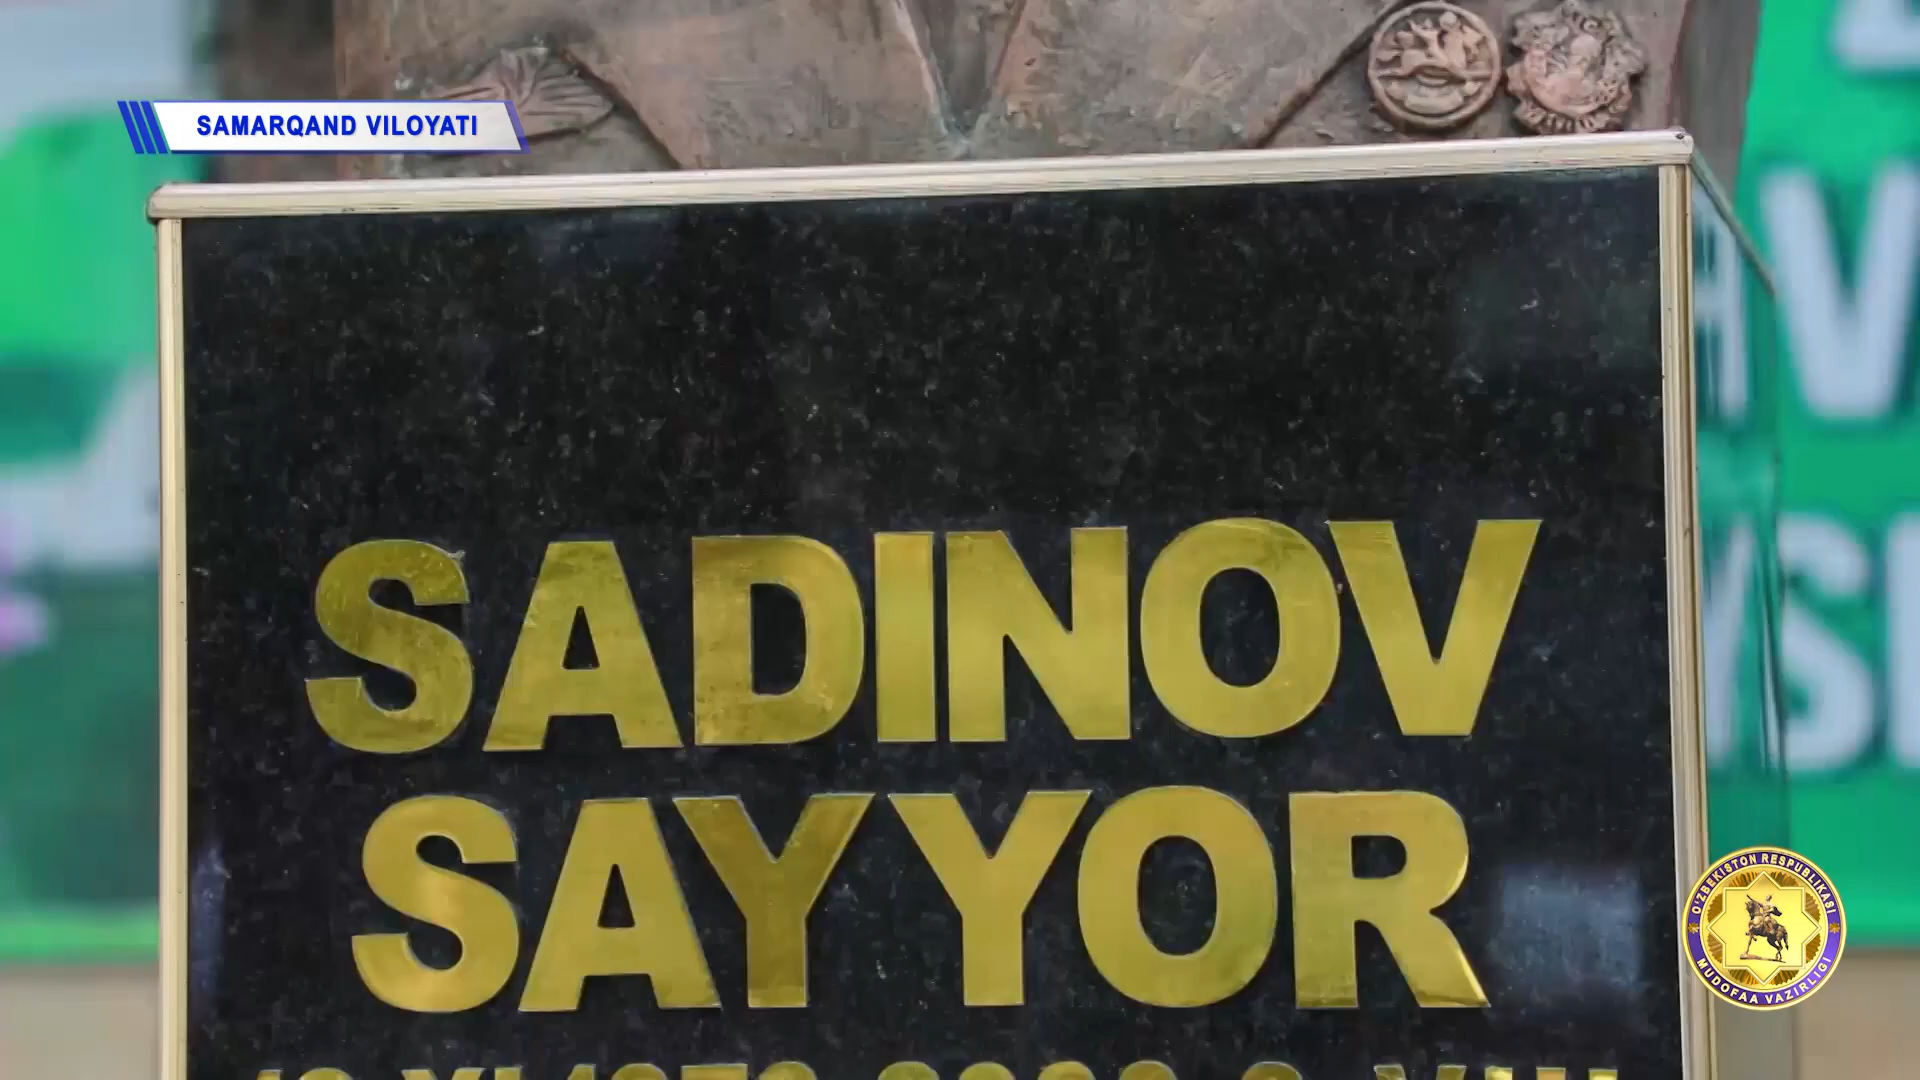 SAMARQAND VILOYATI
SADINOV
SAYYOR
O'ZBEKISTON RESPUBLIKASI
MUDOFAA VAZIRLIGI